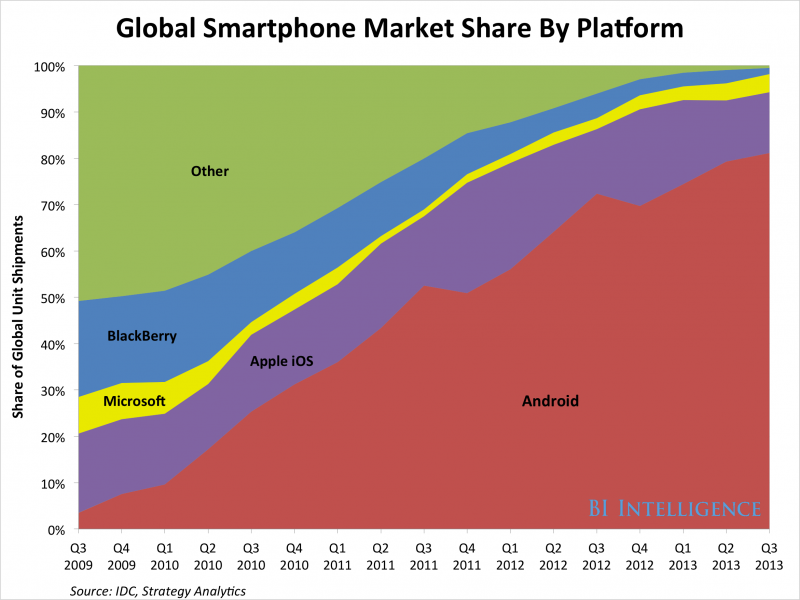 Global Smartphone Market Share By Platform
Share of Global Unit Shipments
100%
90%
80%
70%
60%
50%
40%
30%
20%
10%
0%
Other
BlackBerry
Microsoft
Apple iOS
Android
BI INTELLIGENCE
Q3 Q4 Q1 Q2 Q3 Q4 Q1 Q2 Q3 Q4 Q1 Q2 Q3 Q4 Q1 Q2 Q3
2009 2009 2010 2010 2010 2010 2011 2011 2011 2011 2012 2012 2012 2012 2013 2013 2013
Source: IDC, Strategy Analytics